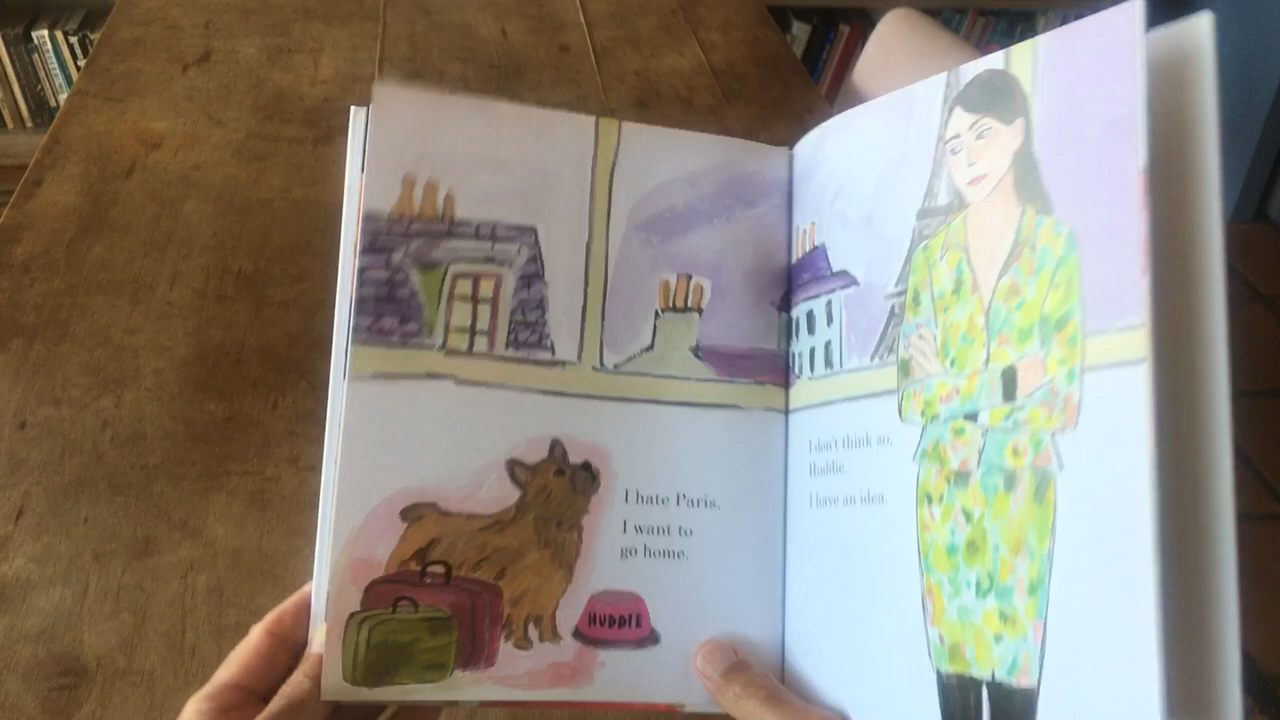 I hate Paris.
I want to
go home.
HUDDIE
I don't think so,
Huddie.
I have an idea.